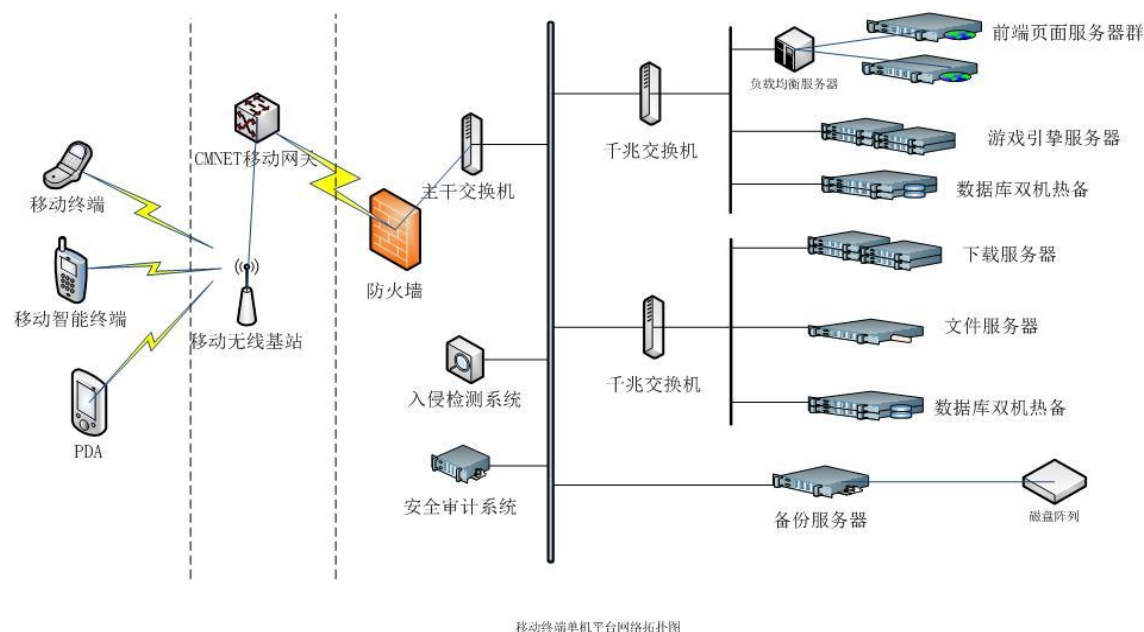 移动终端
移动智能终端
PDA
CMNET移动网关
移动无线基站
防火墙
主干交换机
入侵检测系统
安全审计系统
千兆交换机
负载均衡服务器
前端页面服务器群
游戏引擎服务器
数据库双机热备
千兆交换机
下载服务器
文件服务器
数据库双机热备
备份服务器
磁盘阵列
移动终端单机平台网络拓扑图